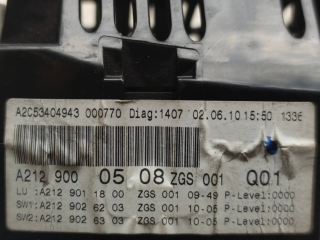 A2C53404943 000770 Diag:1407 02.06.10 15:50 1336
A212 900 05 08 ZGS 001 Q01
LU :A212 901 18 00 ZGS 001 09-49 P-Level:0000
SW1:A212 902 62 03 ZGS 001 10-05 P-Level:0000
SW2:A212 902 63 03 ZGS 001 10-05 P-Level:0000